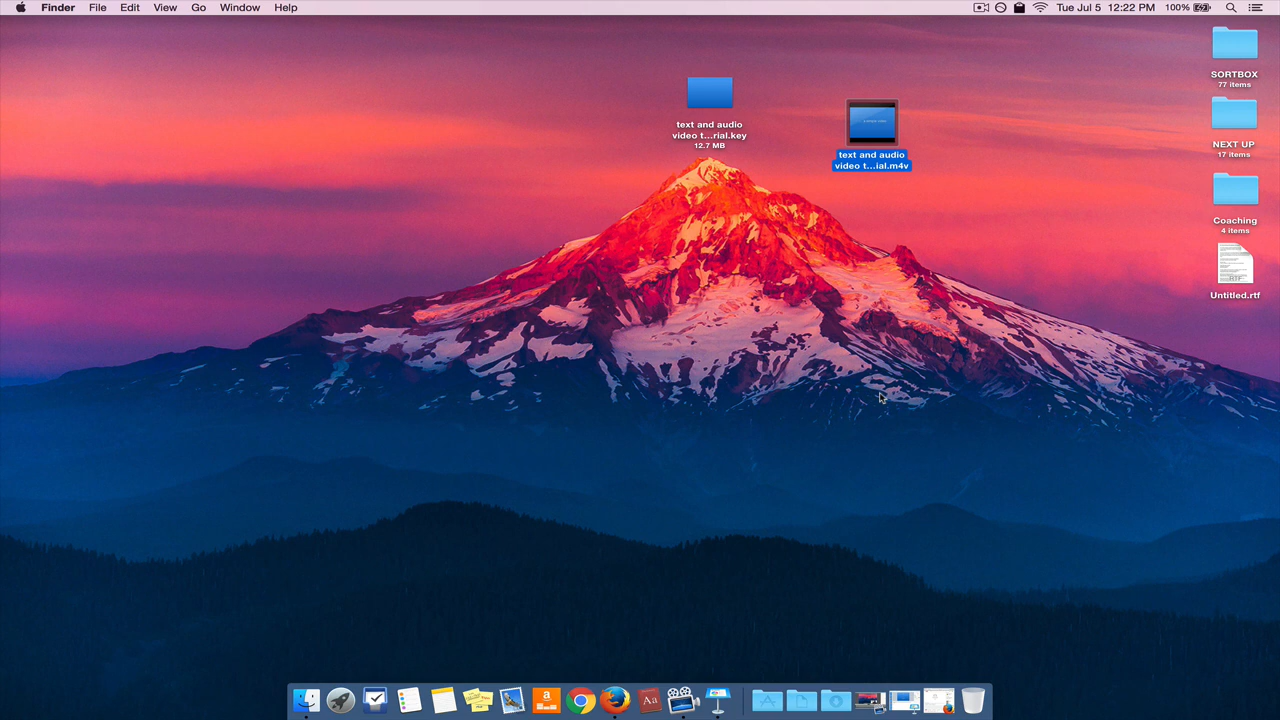 Finder File Edit View Go Window Help
Tue Jul 5 12:22 PM 100%
text and audio
video t...rial.key
12.7 MB
text and audio
video t...ial.m4v
SORTBOX
77 items
NEXT UP
17 items
Coaching
4 items
RTF
Untitled.rtf
a
Aa